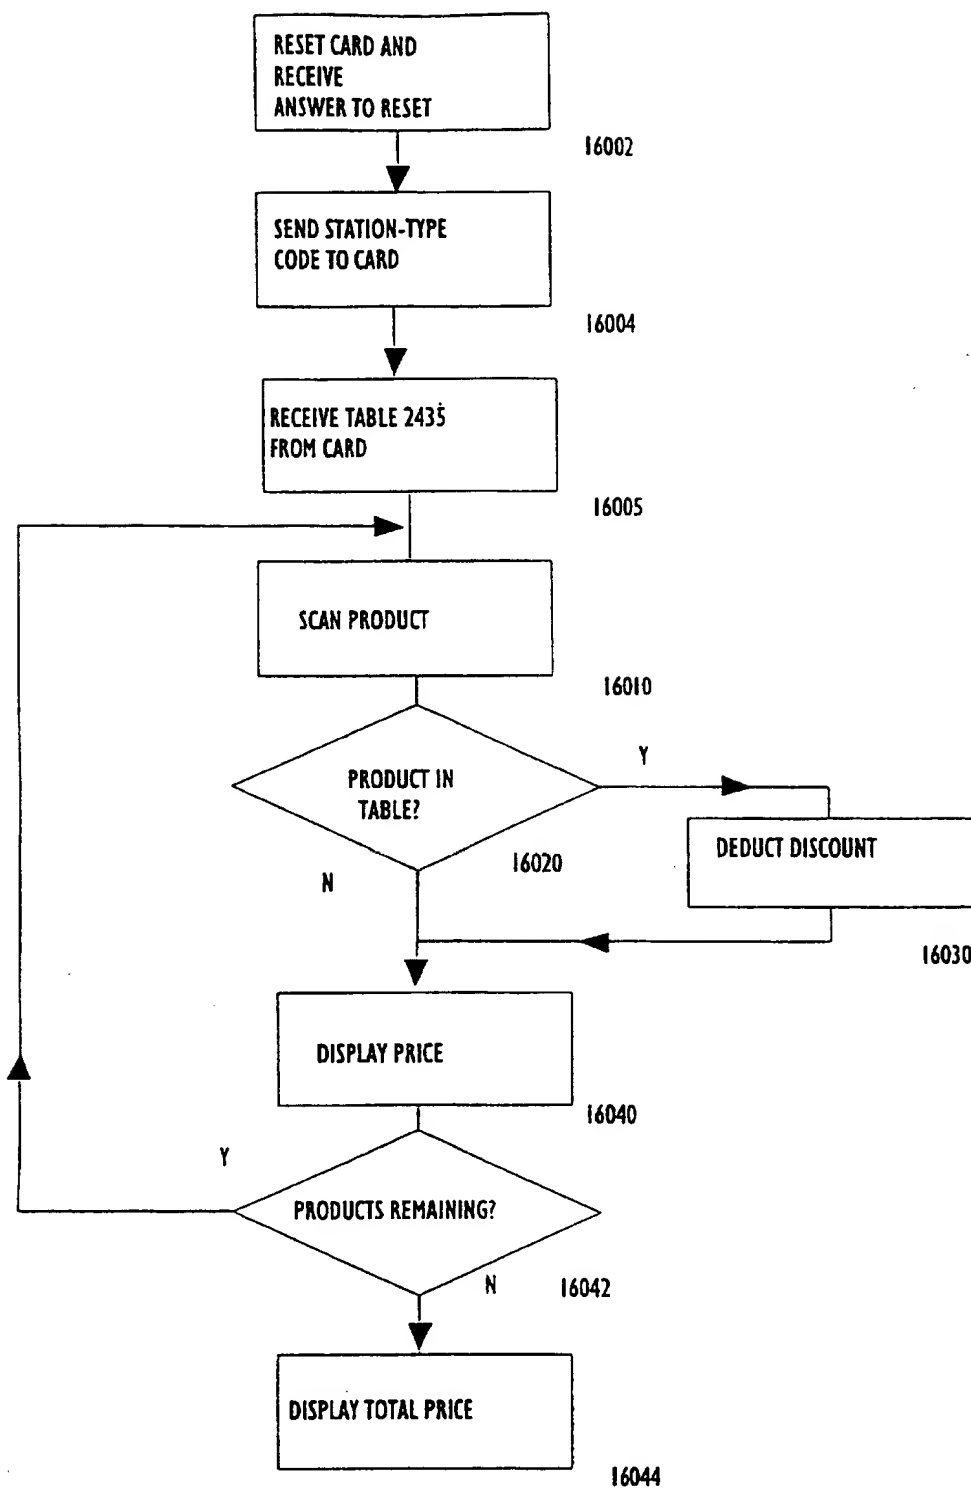 RESET CARD AND
RECEIVE
ANSWER TO RESET
16002
SEND STATION-TYPE
CODE TO CARD
16004
RECEIVE TABLE 2435
FROM CARD
16005
SCAN PRODUCT
16010
PRODUCT IN
TABLE?
Y
16020
N
DEDUCT DISCOUNT
16030
DISPLAY PRICE
16040
Y
PRODUCTS REMAINING?
N
16042
DISPLAY TOTAL PRICE
16044